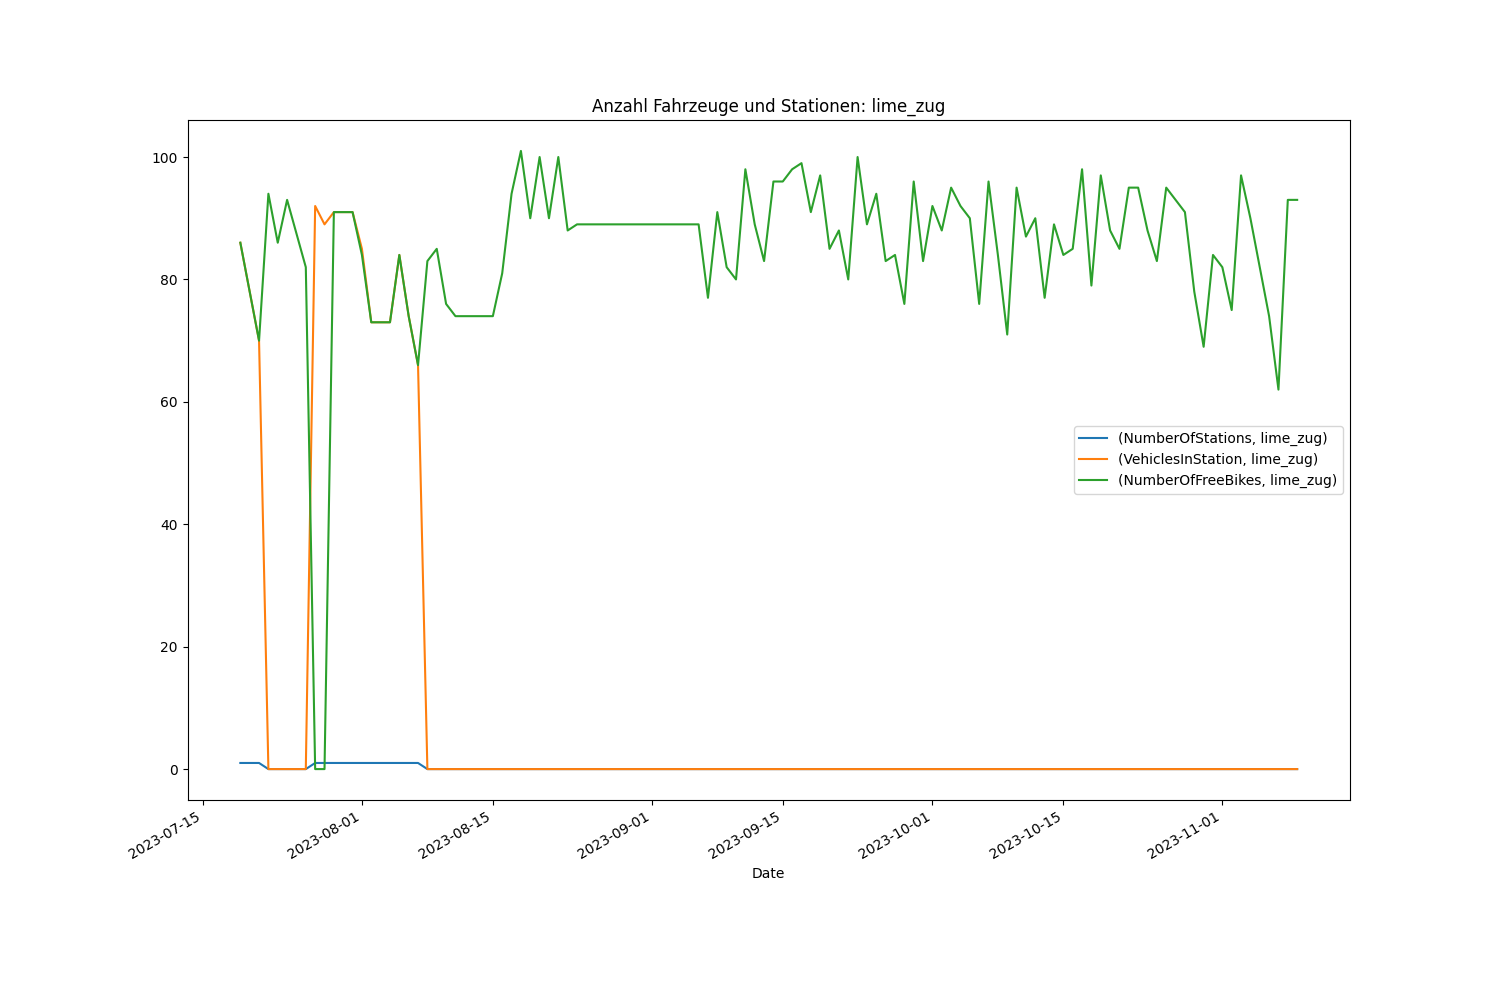 Anzahl Fahrzeuge und Stationen: lime_zug
100
80
60
40
20
0
(NumberOfStations, lime_zug)
(VehiclesInStation, lime_zug)
(NumberOfFreeBikes, lime_zug)
2023-07-15
2023-08-01
2023-08-15
2023-09-01
2023-09-15
2023-10-01
2023-10-15
2023-11-01
Date